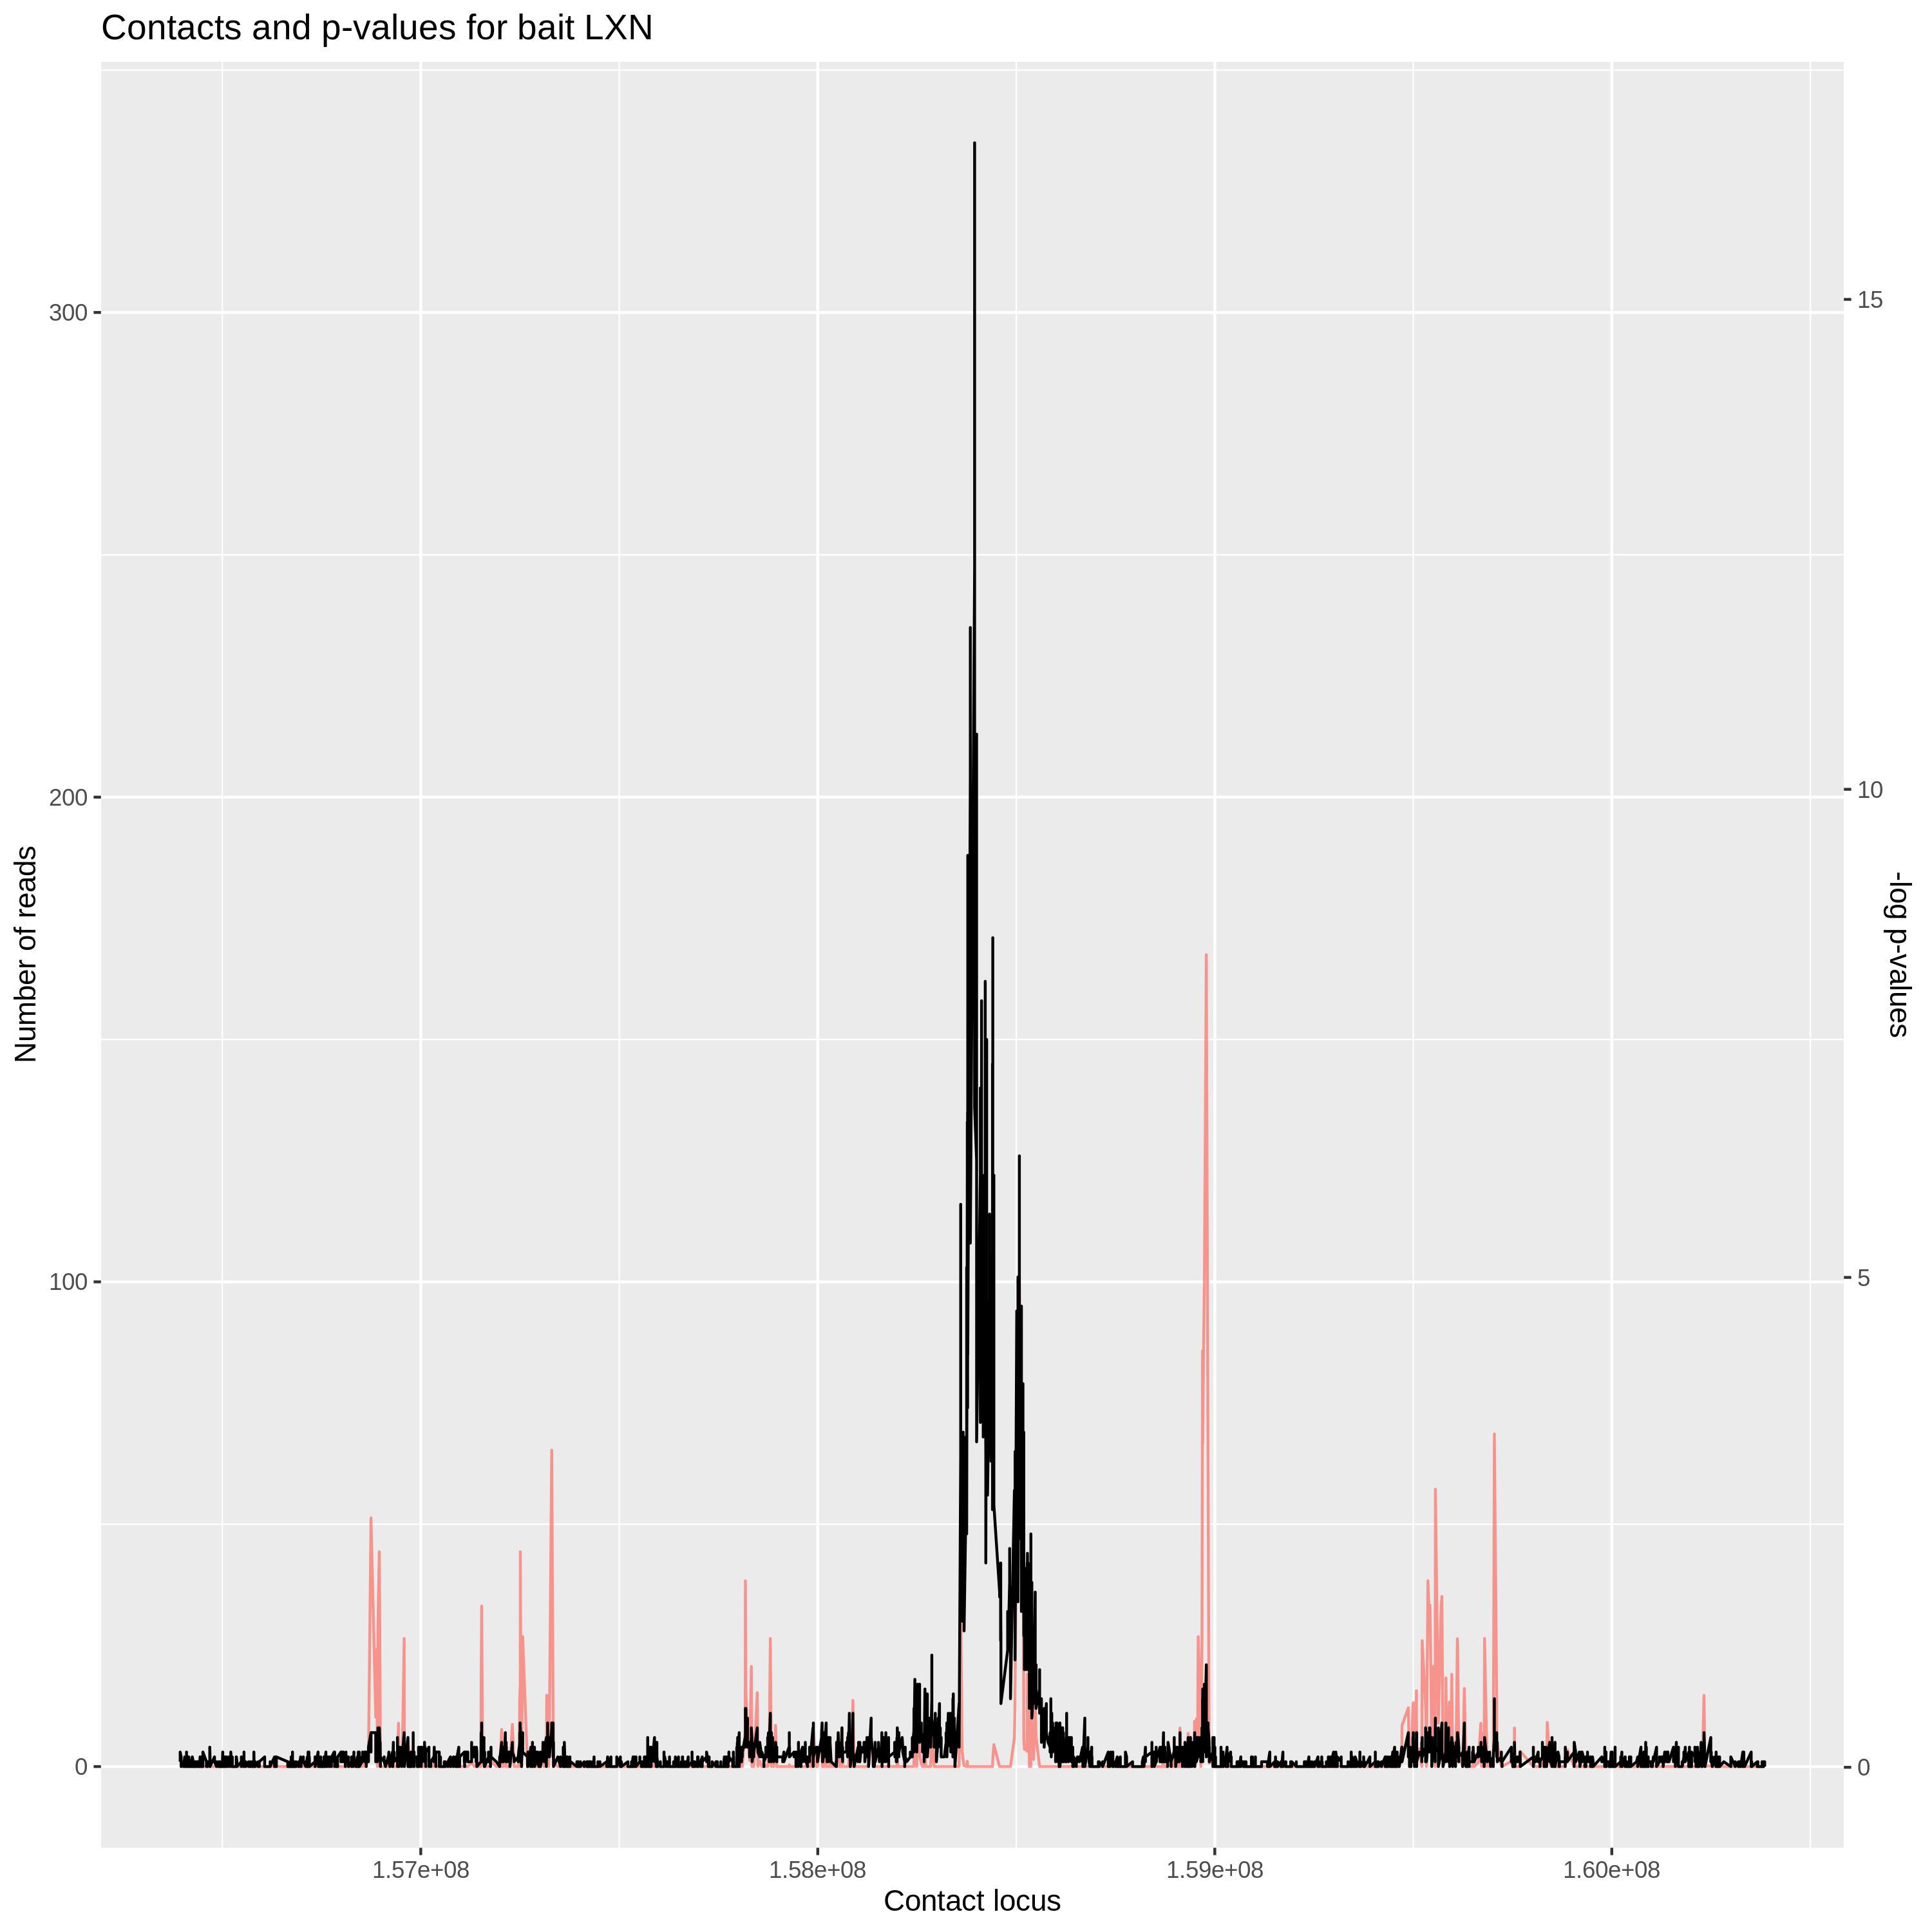 Contacts and p-values for bait LXN
300
200
100
0
Number of reads
15
10
5
0
-log p-values
1.57e+08
1.58e+08
1.59e+08
1.60e+08
Contact locus